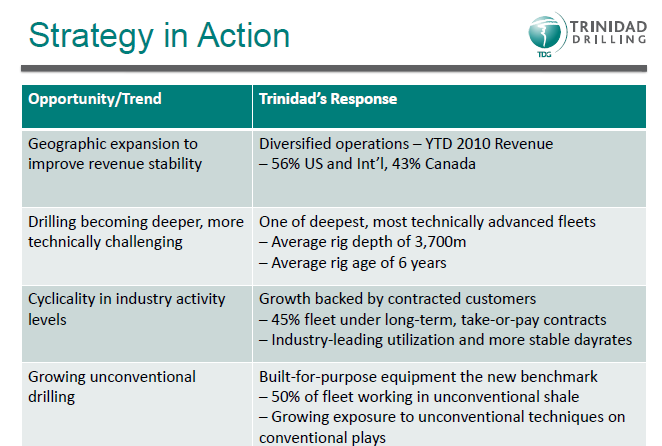 Strategy in Action
TRINIDAD
DRILLING
TDG
Opportunity/Trend
Trinidad's Response
Geographic expansion to
improve revenue stability
Diversified operations – YTD 2010 Revenue
– 56% US and Int'l, 43% Canada
Drilling becoming deeper, more
technically challenging
One of deepest, most technically advanced fleets
– Average rig depth of 3,700m
– Average rig age of 6 years
Cyclicality in industry activity
levels
Growth backed by contracted customers
– 45% fleet under long-term, take-or-pay contracts
– Industry-leading utilization and more stable dayrates
Growing unconventional
drilling
Built-for-purpose equipment the new benchmark
– 50% of fleet working in unconventional shale
– Growing exposure to unconventional techniques on
conventional plays